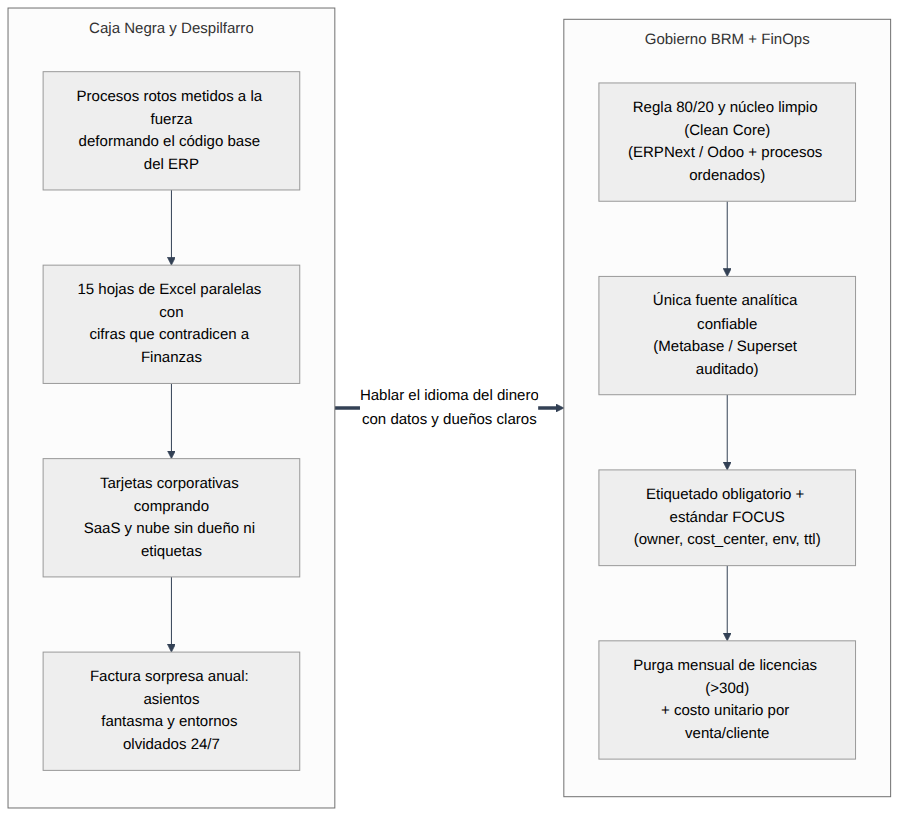 Caja Negra y Despilfarro
Procesos rotos metidos a la
fuerza
deformando el código base
del ERP
15 hojas de Excel paralelas
con
cifras que contradicen a
Finanzas
Tarjetas corporativas
comprando
SaaS y nube sin dueño ni
etiquetas
Factura sorpresa anual:
asientos
fantasma y entornos
olvidados 24/7
Hablar el idioma del dinero
con datos y dueños claros
Gobierno BRM + FinOps
Regla 80/20 y núcleo limpio
(Clean Core)
(ERPNext / Odoo + procesos
ordenados)
Única fuente analítica
confiable
(Metabase / Superset
auditado)
Etiquetado obligatorio +
estándar FOCUS
(owner, cost_center, env, ttl)
Purga mensual de licencias
(>30d)
+ costo unitario por
venta/cliente